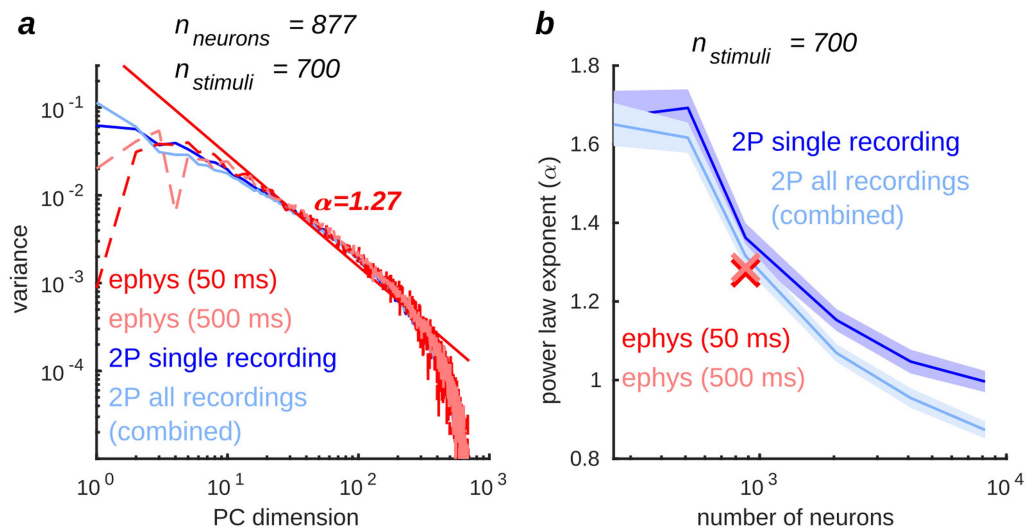 a
n neurons = 877
n stimuli = 700
10^-1
10^-2
10^-3
10^-4
variance
α=1.27
ephys (50 ms)
ephys (500 ms)
2P single recording
2P all recordings
(combined)
10^0
10^1
10^2
10^3
PC dimension
b
n stimuli = 700
1.8
1.6
1.4
1.2
1
0.8
power law exponent (α)
2P single recording
2P all recordings
(combined)
ephys (50 ms)
ephys (500 ms)
10^3
10^4
number of neurons